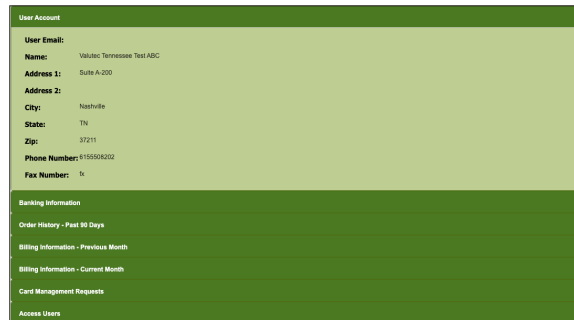 User Account
User Email:
Name: Valutec Tennessee Test ABC
Address 1: Suite A-200
Address 2:
City: Nashville
State: TN
Zip: 37211
Phone Number: 6155508202
Fax Number: fx
Banking Information
Order History - Past 90 Days
Billing Information - Previous Month
Billing Information - Current Month
Card Management Requests
Access Users